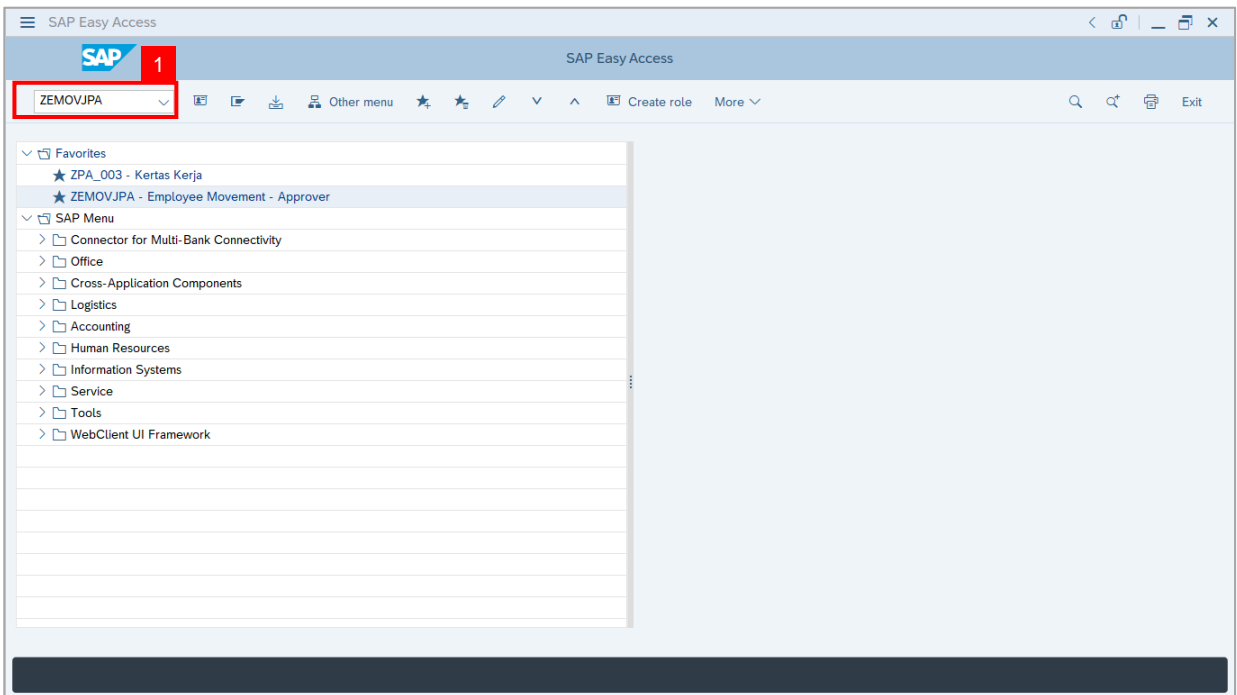 SAP Easy Access
SAP
1
SAP Easy Access
ZEMOVJPA
Other menu
Create role
More
Exit
Favorites
ZPA_003 - Kertas Kerja
ZEMOVJPA - Employee Movement - Approver
SAP Menu
Connector for Multi-Bank Connectivity
Office
Cross-Application Components
Logistics
Accounting
Human Resources
Information Systems
Service
Tools
WebClient UI Framework